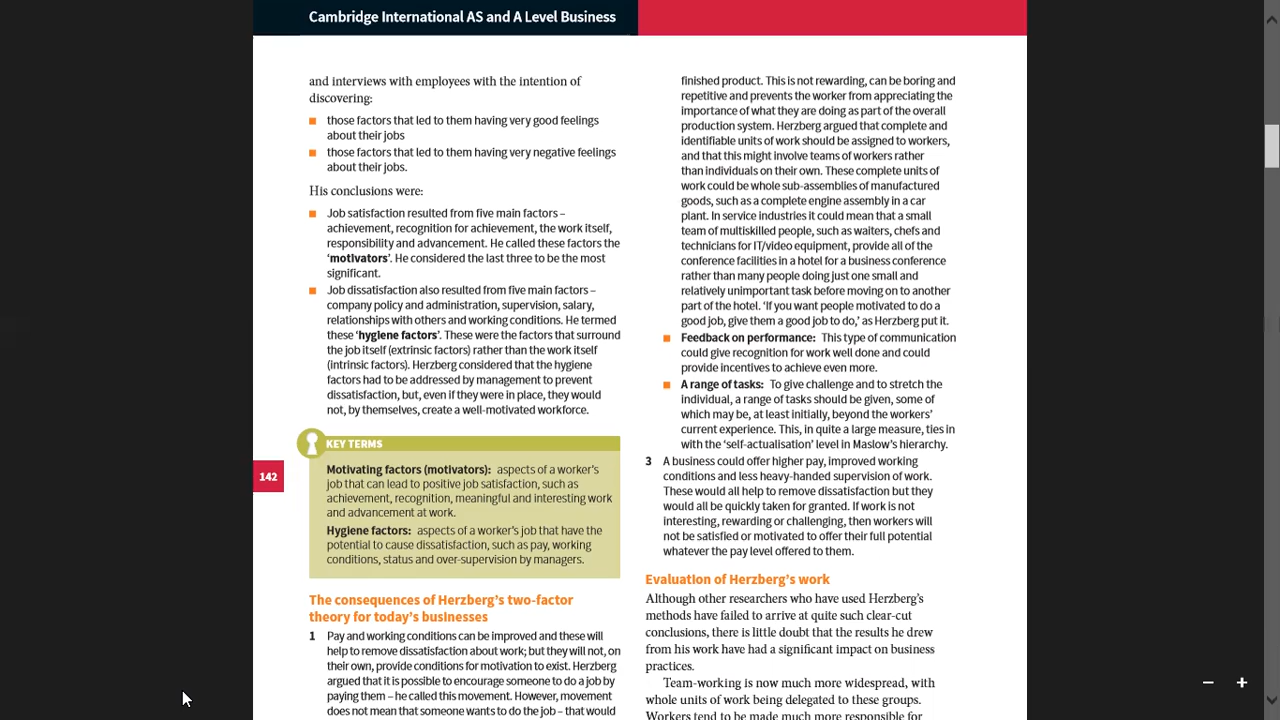 Cambridge International AS and A Level Business
and interviews with employees with the intention of
discovering:
those factors that led to them having very good feelings
about their jobs
those factors that led to them having very negative feelings
about their jobs.
His conclusions were:
Job satisfaction resulted from five main factors –
achievement, recognition for achievement, the work itself,
responsibility and advancement. He called these factors the
‘motivators’. He considered the last three to be the most
significant.
Job dissatisfaction also resulted from five main factors –
company policy and administration, supervision, salary,
relationships with others and working conditions. He termed
these ‘hygiene factors’. These were the factors that surround
the job itself (extrinsic factors) rather than the work itself
(intrinsic factors). Herzberg considered that the hygiene
factors had to be addressed by management to prevent
dissatisfaction, but, even if they were in place, they would
not, by themselves, create a well-motivated workforce.
KEY TERMS
Motivating factors (motivators): aspects of a worker’s
job that can lead to positive job satisfaction, such as
achievement, recognition, meaningful and interesting work
and advancement at work.
Hygiene factors: aspects of a worker’s job that have the
potential to cause dissatisfaction, such as pay, working
conditions, status and over-supervision by managers.
142
The consequences of Herzberg’s two-factor
theory for today’s businesses
1 Pay and working conditions can be improved and these will
help to remove dissatisfaction about work; but they will not, on
their own, provide conditions for motivation to exist. Herzberg
argued that it is possible to encourage someone to do a job by
paying them – he called this movement. However, movement
does not mean that someone wants to do the job – that would
finished product. This is not rewarding, can be boring and
repetitive and prevents the worker from appreciating the
importance of what they are doing as part of the overall
production system. Herzberg argued that complete and
identifiable units of work should be assigned to workers,
and that this might involve teams of workers rather
than individuals on their own. These complete units of
work could be whole sub-assemblies of manufactured
goods, such as a complete engine assembly in a car
plant. In service industries it could mean that a small
team of multiskilled people, such as waiters, chefs and
technicians for IT/video equipment, provide all of the
conference facilities in a hotel for a business conference
rather than many people doing just one small and
relatively unimportant task before moving on to another
part of the hotel. ‘If you want people motivated to do a
good job, give them a good job to do,’ as Herzberg put it.
Feedback on performance: This type of communication
could give recognition for work well done and could
provide incentives to achieve even more.
A range of tasks: To give challenge and to stretch the
individual, a range of tasks should be given, some of
which may be, at least initially, beyond the workers’
current experience. This, in quite a large measure, ties in
with the ‘self-actualisation’ level in Maslow’s hierarchy.
3 A business could offer higher pay, improved working
conditions and less heavy-handed supervision of work.
These would all help to remove dissatisfaction but they
would all be quickly taken for granted. If work is not
interesting, rewarding or challenging, then workers will
not be satisfied or motivated to offer their full potential
whatever the pay level offered to them.
Evaluation of Herzberg’s work
Although other researchers who have used Herzberg’s
methods have failed to arrive at quite such clear-cut
conclusions, there is little doubt that the results he drew
from his work have had a significant impact on business
practices.
Team-working is now much more widespread, with
whole units of work being delegated to these groups.
Workers tend to be made much more responsible for